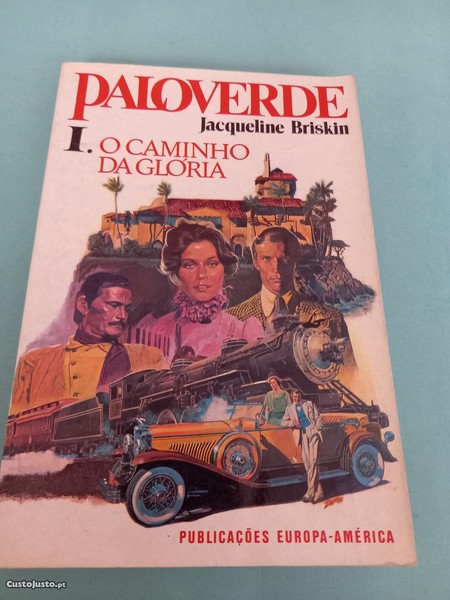 PALOVERDE
Jacqueline Briskin
I. O CAMINHO
DA GLÓRIA
PUBLICAÇÕES EUROPA-AMÉRICA
CustoJusto.pt